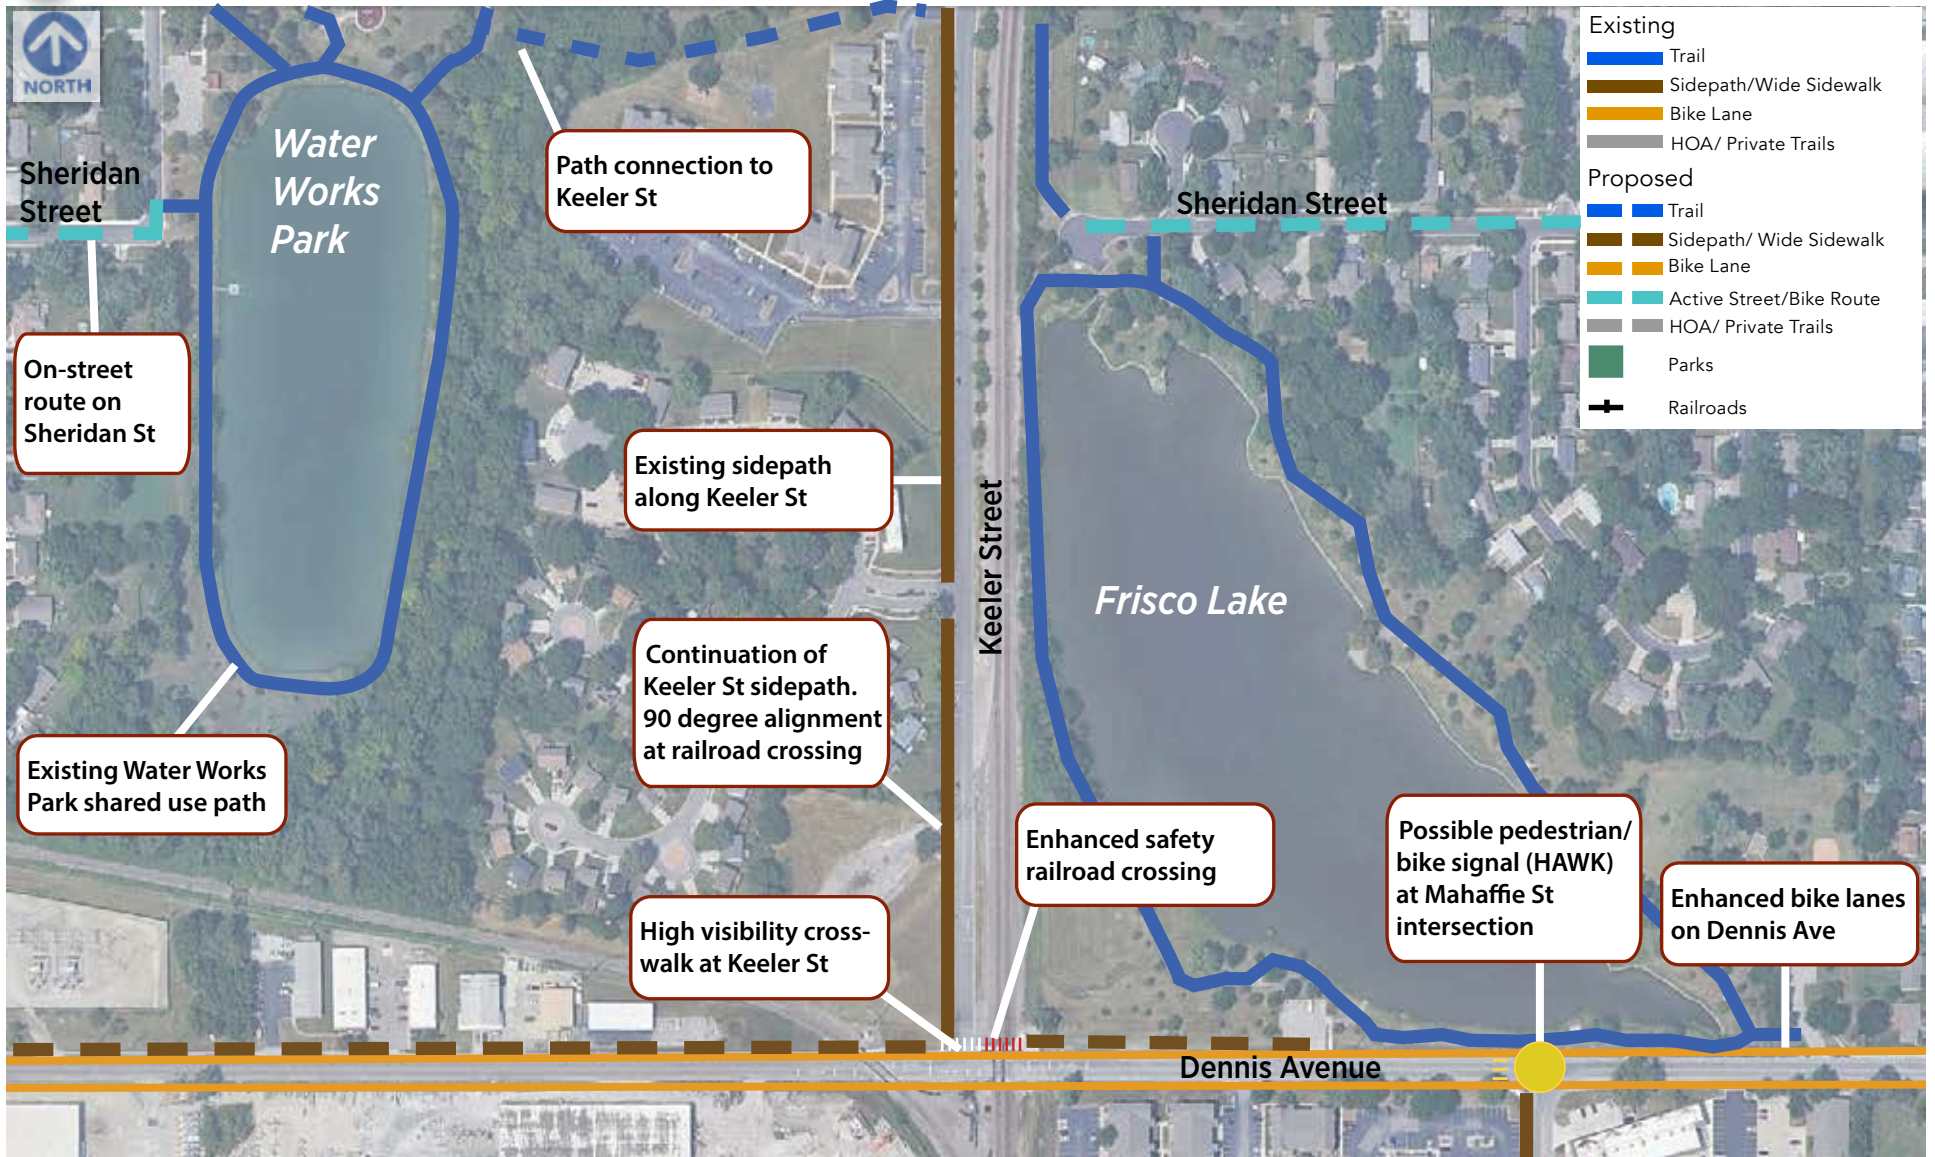 NORTH
Water
Works
Park
Sheridan
Street
Path connection to
Keeler St
Sheridan Street
On-street
route on
Sheridan St
Existing sidepath
along Keeler St
Keeler Street
Frisco Lake
Continuation of
Keeler St sidepath.
90 degree alignment
at railroad crossing
Existing Water Works
Park shared use path
Enhanced safety
railroad crossing
Possible pedestrian/
bike signal (HAWK)
at Mahaffie St
intersection
Enhanced bike lanes
on Dennis Ave
High visibility cross-
walk at Keeler St
Dennis Avenue
Existing
Trail
Sidepath/Wide Sidewalk
Bike Lane
HOA/ Private Trails
Proposed
Trail
Sidepath/ Wide Sidewalk
Bike Lane
Active Street/Bike Route
HOA/ Private Trails
Parks
Railroads